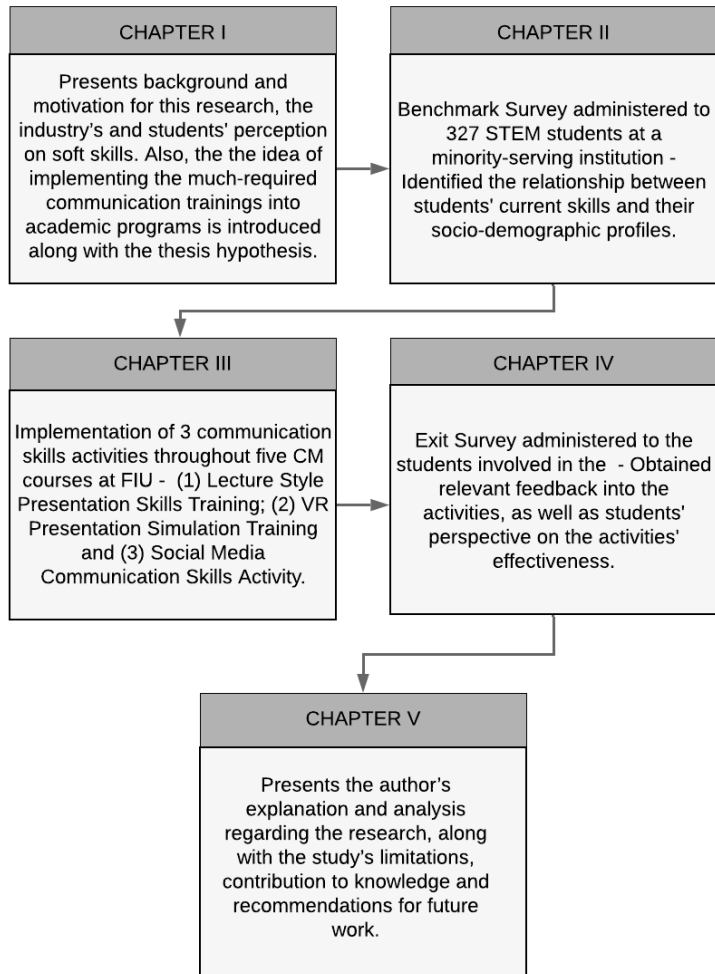 CHAPTER I
Presents background and
motivation for this research, the
industry's and students' perception
on soft skills. Also, the the idea of
implementing the much-required
communication trainings into
academic programs is introduced
along with the thesis hypothesis.
CHAPTER II
Benchmark Survey administered to
327 STEM students at a
minority-serving institution -
Identified the relationship between
students' current skills and their
socio-demographic profiles.
CHAPTER III
Implementation of 3 communication
skills activities throughout five CM
courses at FIU - (1) Lecture Style
Presentation Skills Training; (2) VR
Presentation Simulation Training
and (3) Social Media
Communication Skills Activity.
CHAPTER IV
Exit Survey administered to the
students involved in the - Obtained
relevant feedback into the
activities, as well as students'
perspective on the activities'
effectiveness.
CHAPTER V
Presents the author's
explanation and analysis
regarding the research, along
with the study's limitations,
contribution to knowledge and
recommendations for future
work.